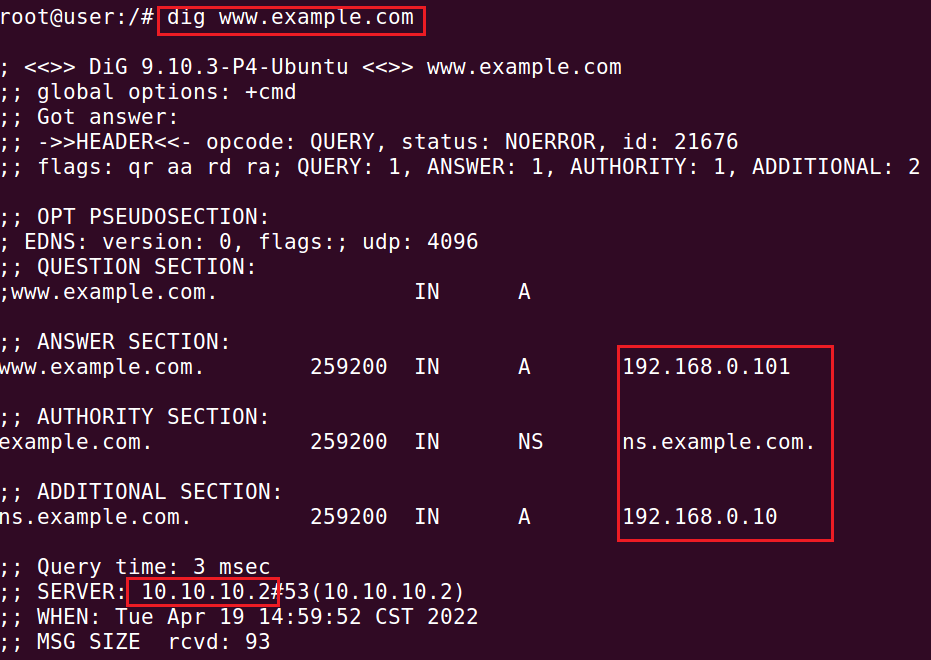 root@user:/# dig www.example.com
; <<>> DiG 9.10.3-P4-Ubuntu <<>> www.example.com
;; global options: +cmd
;; Got answer:
;; ->>HEADER<<- opcode: QUERY, status: NOERROR, id: 21676
;; flags: qr aa rd ra; QUERY: 1, ANSWER: 1, AUTHORITY: 1, ADDITIONAL: 2
;; OPT PSEUDOSECTION:
; EDNS: version: 0, flags:; udp: 4096
;; QUESTION SECTION:
;www.example.com. IN A
;; ANSWER SECTION:
www.example.com. 259200 IN A 192.168.0.101
;; AUTHORITY SECTION:
example.com. 259200 IN NS ns.example.com.
;; ADDITIONAL SECTION:
ns.example.com. 259200 IN A 192.168.0.10
;; Query time: 3 msec
;; SERVER: 10.10.10.2#53(10.10.10.2)
;; WHEN: Tue Apr 19 14:59:52 CST 2022
;; MSG SIZE  rcvd: 93